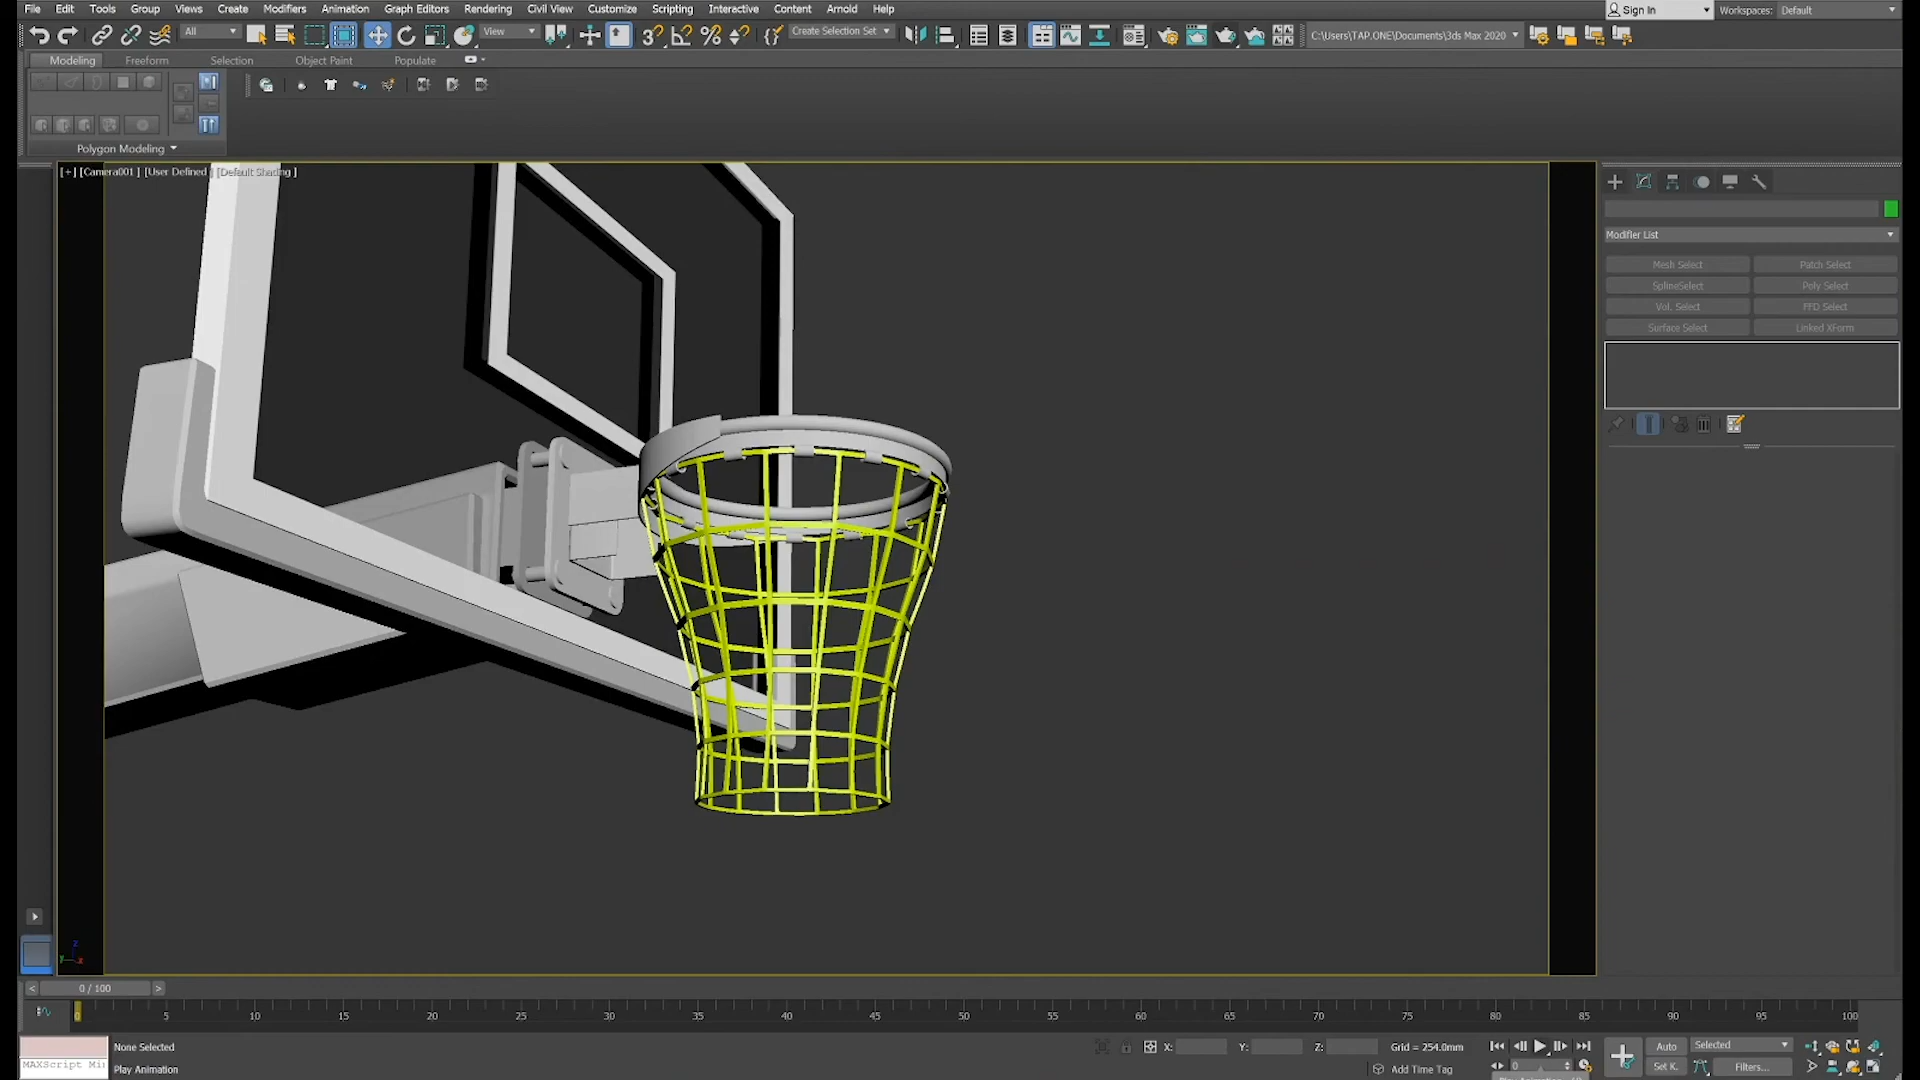 File Edit Tools Group Views Create Modifiers Animation Graph Editors Rendering Civil View Customize Scripting Interactive Content Arnold Help
Sign In
Workspaces: Default
All
View
Create Selection Set
C:\Users\TAP.ONE\Documents\3ds Max 2020
Modeling Freeform Selection Object Paint Populate
Polygon Modeling
[+] [Camera001 ] [User Defined ] [Default Shading ]
Modifier List
Mesh Select Patch Select
SplineSelect Poly Select
Vol. Select FFD Select
Surface Select Linked XForm
z
y x
< 0 / 100 >
0 5 10 15 20 25 30 35 40 45 50 55 60 65 70 75 80 85 90 95 100
None Selected
X: Y: Z: Grid = 254.0mm
Auto Selected
MAXScript Mi
Play Animation
Add Time Tag
0
Set K. Filters...